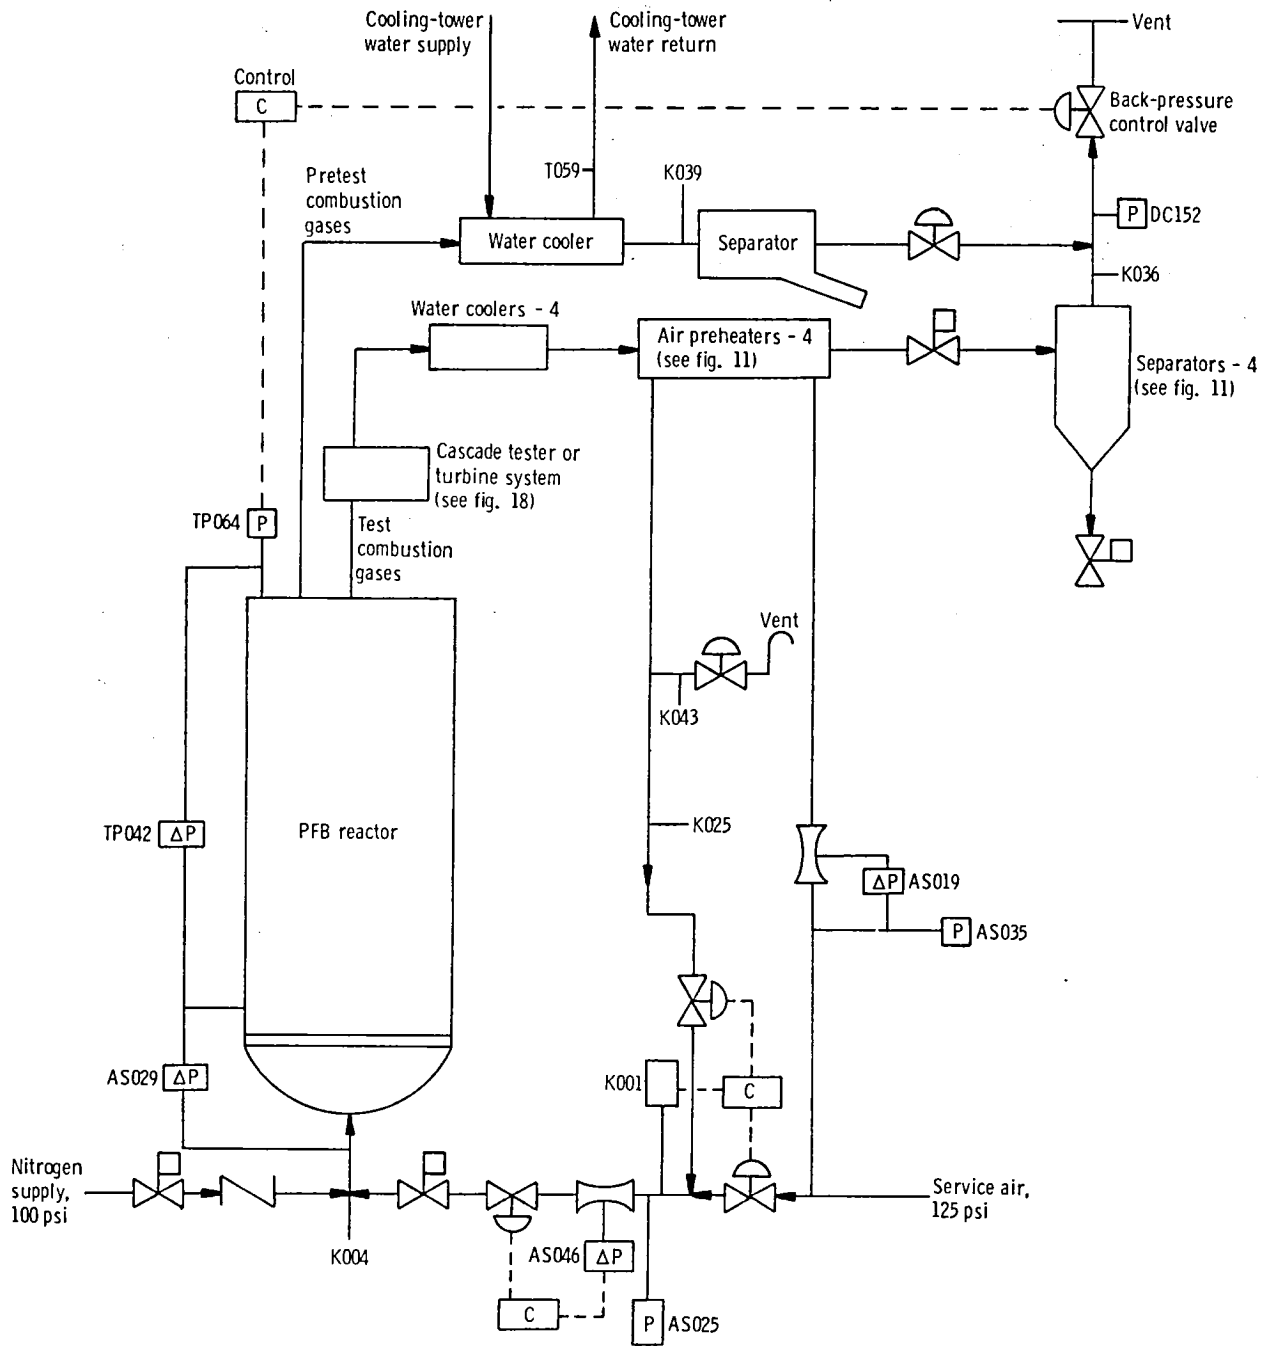 Cooling-tower
water supply
Cooling-tower
water return
Vent
Control
C
Back-pressure
control valve
T059
K039
Pretest
combustion
gases
P
DC152
Water cooler
Separator
K036
Water coolers - 4
Air preheaters - 4
(see fig. 11)
Separators - 4
(see fig. 11)
Cascade tester or
turbine system
(see fig. 18)
TP064
P
Test
combustion
gases
Vent
K043
TP042
ΔP
PFB reactor
K025
ΔP
AS019
P
AS035
AS029
ΔP
K001
C
Nitrogen
supply,
100 psi
Service air,
125 psi
K004
AS046
ΔP
C
P
AS025